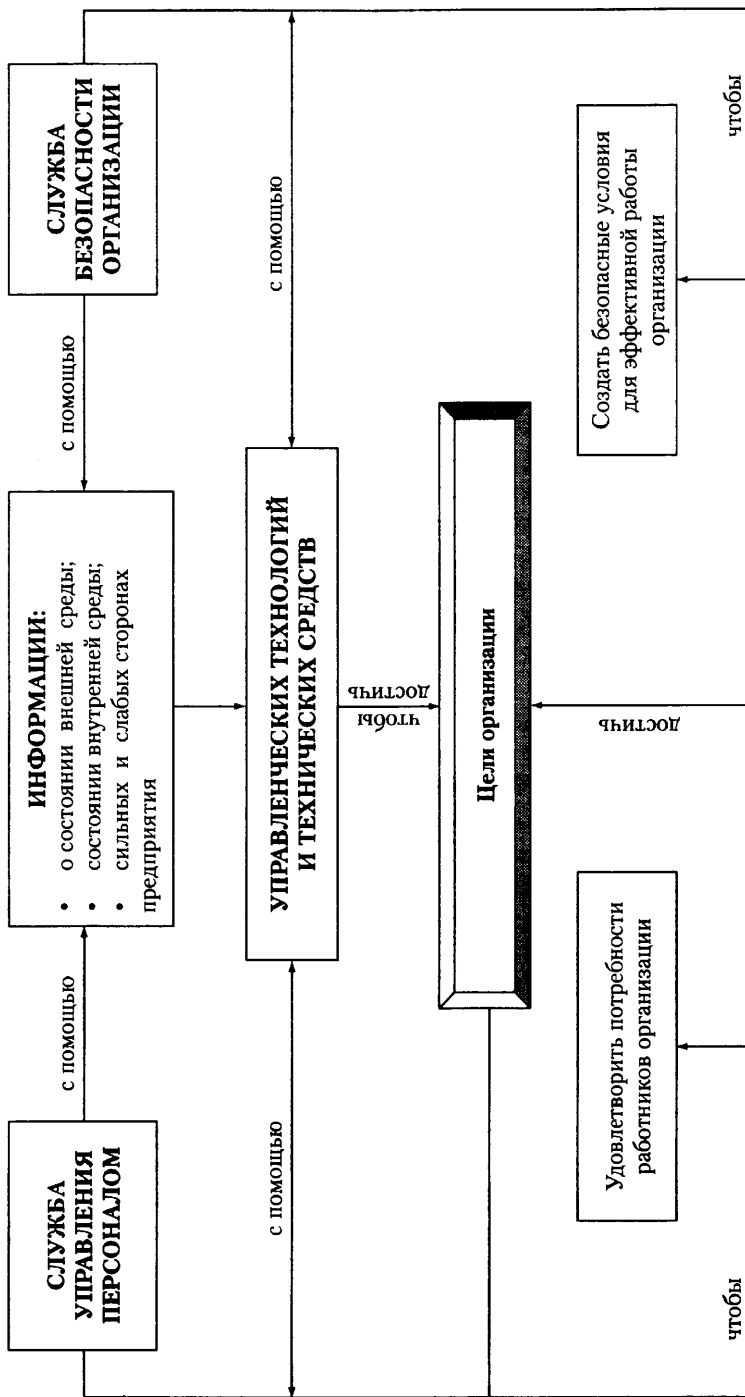 СЛУЖБА
УПРАВЛЕНИЯ
ПЕРСОНАЛОМ
с помощью
ИНФОРМАЦИИ:
• о состоянии внешней среды;
• состоянии внутренней среды;
• сильных и слабых сторонах
предприятия
с помощью
СЛУЖБА
БЕЗОПАСНОСТИ
ОРГАНИЗАЦИИ
с помощью
УПРАВЛЕНЧЕСКИХ ТЕХНОЛОГИЙ
И ТЕХНИЧЕСКИХ СРЕДСТВ
с помощью
чтобы
достичь
Цели организации
Удовлетворить потребности
работников организации
достичь
Создать безопасные условия
для эффективной работы
организации
чтобы
чтобы